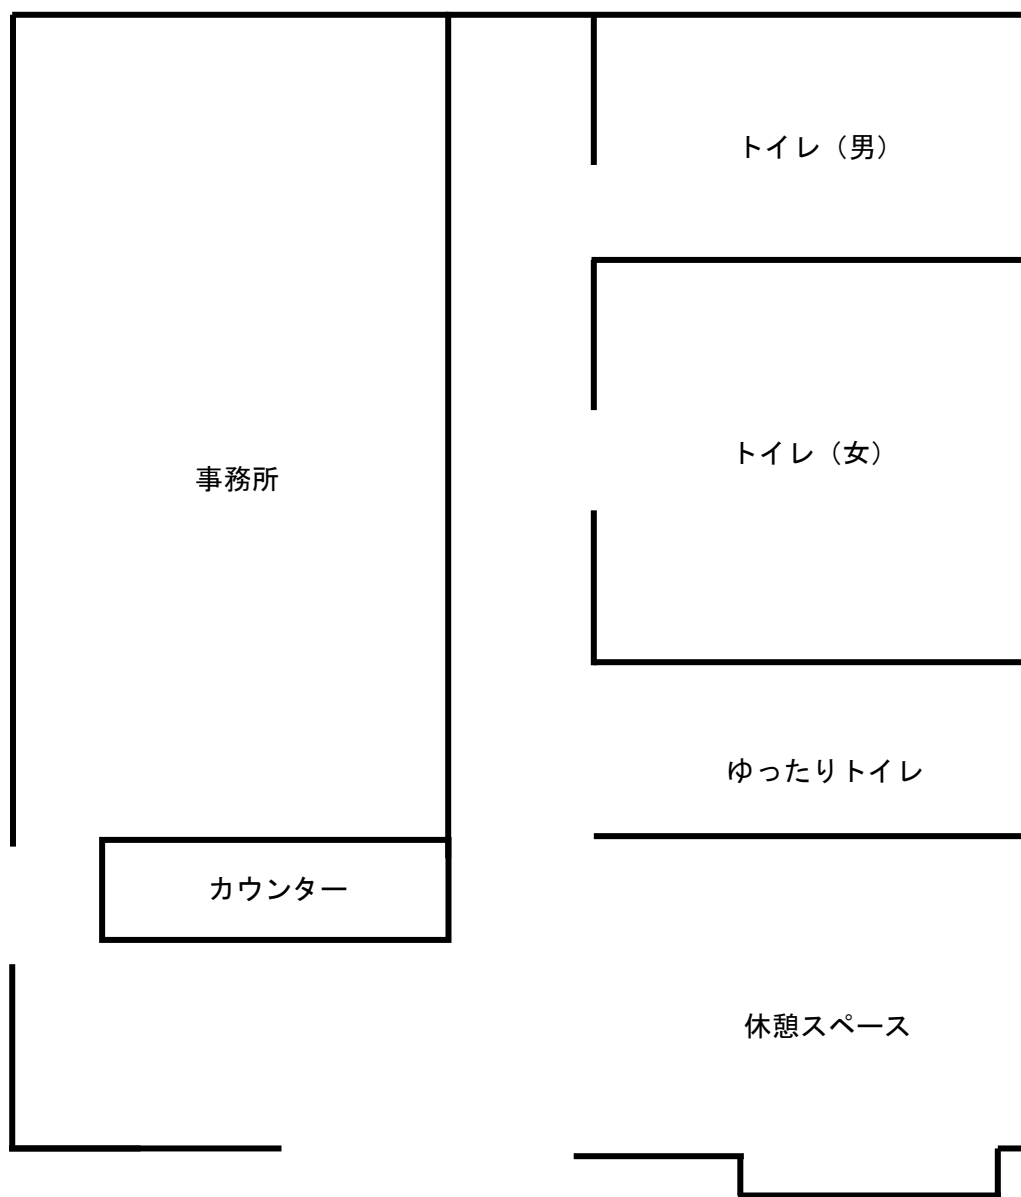 トイレ（男）
トイレ（女）
事務所
ゆったりトイレ
カウンター
休憩スペース